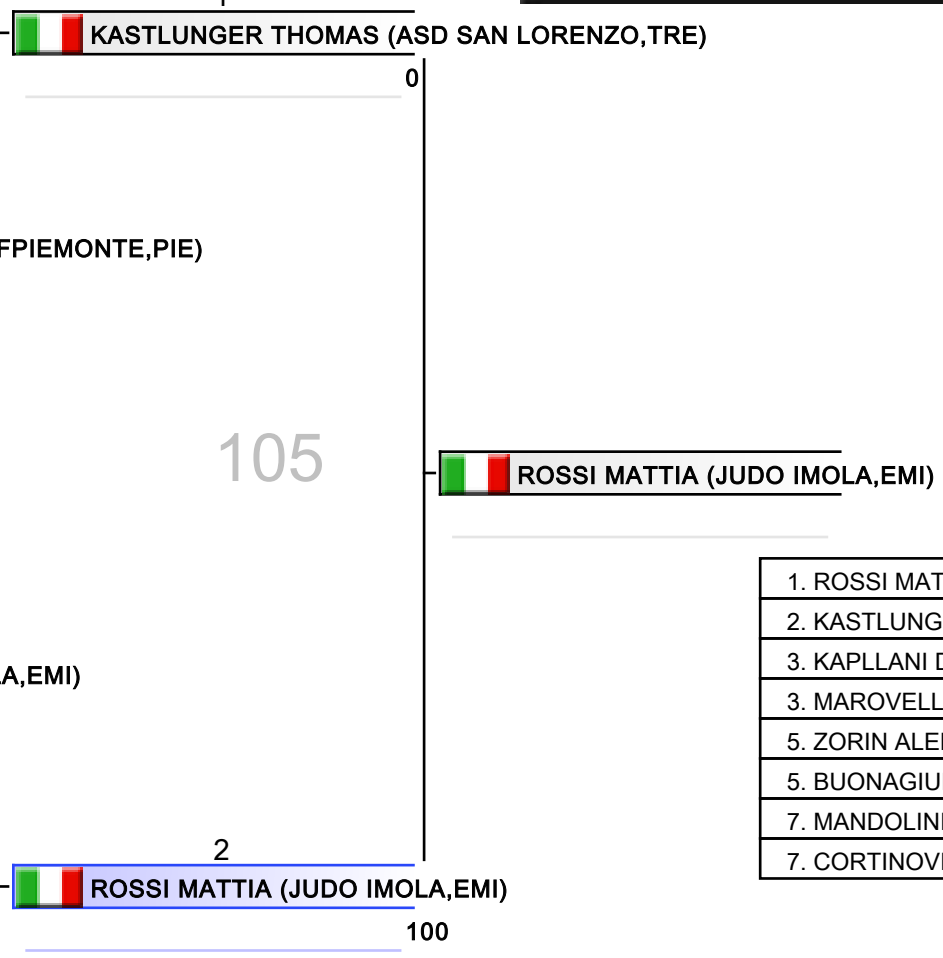 KASTLUNGER THOMAS (ASD SAN LORENZO,TRE)
0
FPIEMONTE,PIE)
105
ROSSI MATTIA (JUDO IMOLA,EMI)
1. ROSSI MAT
2. KASTLUNG
3. KAPLLANI
3. MAROVELL
5. ZORIN ALE
5. BUONAGIU
7. MANDOLIN
7. CORTINOV
A,EMI)
2
ROSSI MATTIA (JUDO IMOLA,EMI)
100